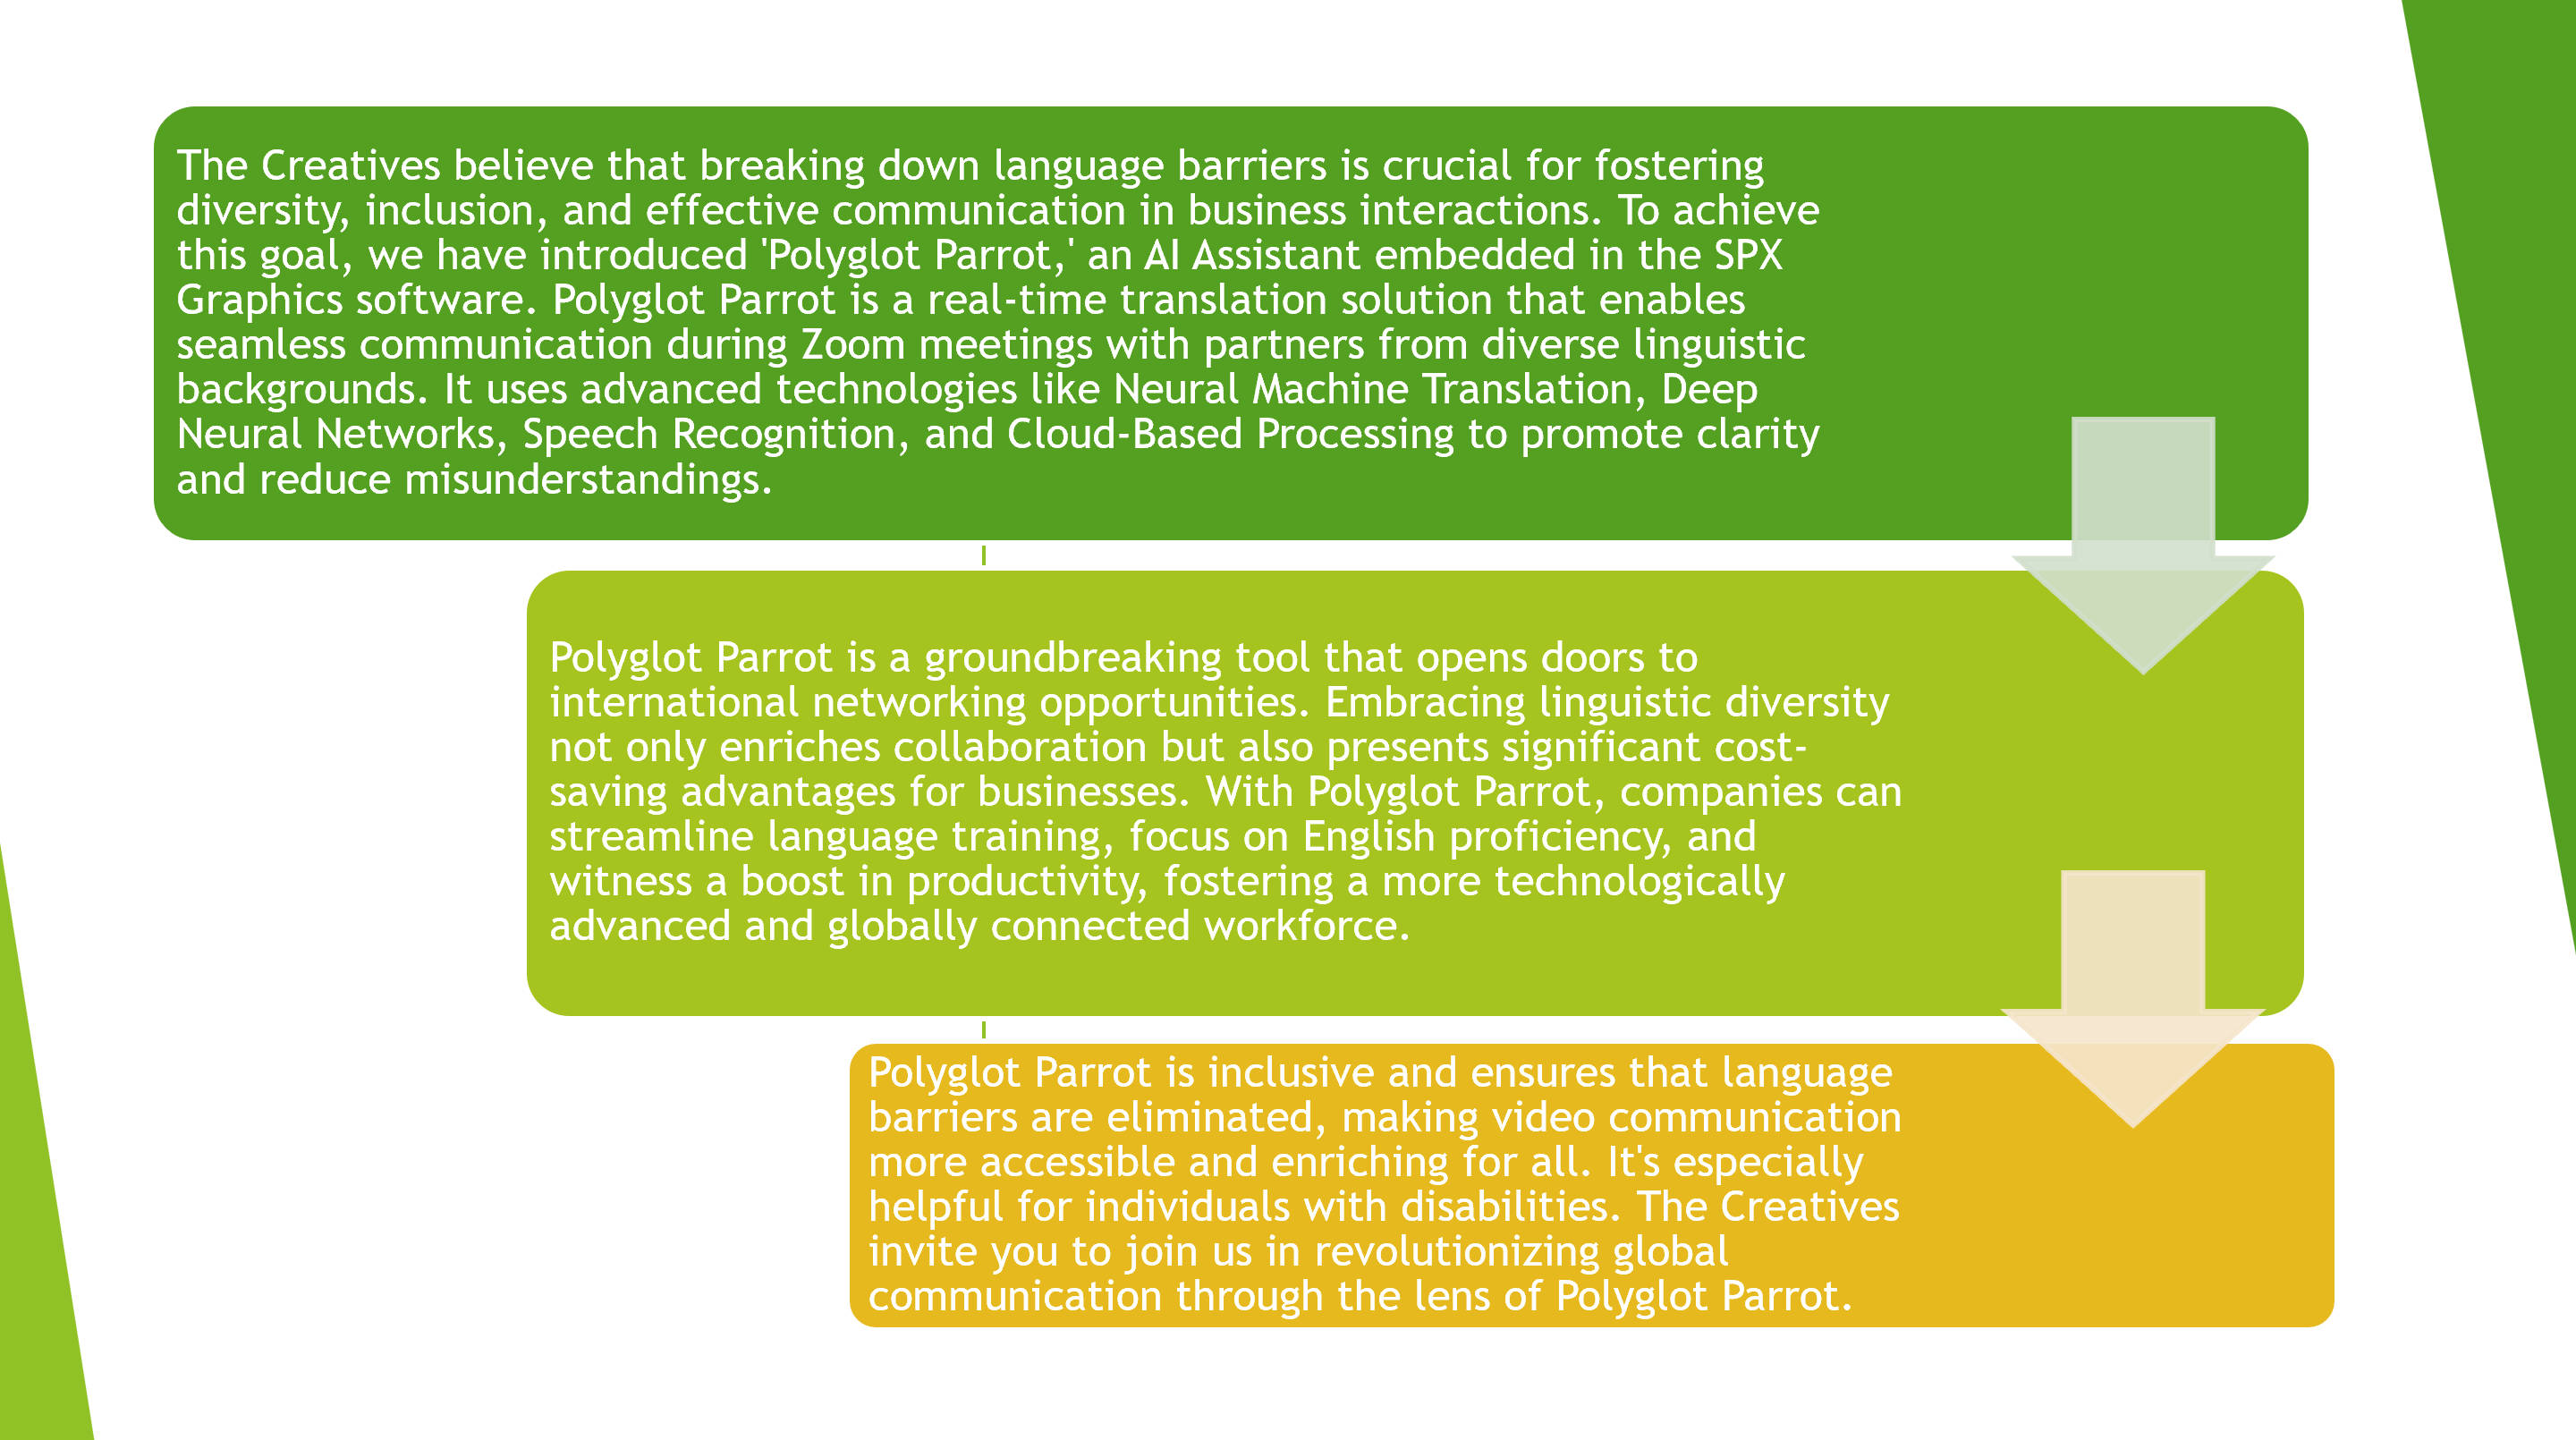 The Creatives believe that breaking down language barriers is crucial for fostering
diversity, inclusion, and effective communication in business interactions. To achieve
this goal, we have introduced 'Polyglot Parrot,' an AI Assistant embedded in the SPX
Graphics software. Polyglot Parrot is a real-time translation solution that enables
seamless communication during Zoom meetings with partners from diverse linguistic
backgrounds. It uses advanced technologies like Neural Machine Translation, Deep
Neural Networks, Speech Recognition, and Cloud-Based Processing to promote clarity
and reduce misunderstandings.
Polyglot Parrot is a groundbreaking tool that opens doors to
international networking opportunities. Embracing linguistic diversity
not only enriches collaboration but also presents significant cost-
saving advantages for businesses. With Polyglot Parrot, companies can
streamline language training, focus on English proficiency, and
witness a boost in productivity, fostering a more technologically
advanced and globally connected workforce.
Polyglot Parrot is inclusive and ensures that language
barriers are eliminated, making video communication
more accessible and enriching for all. It's especially
helpful for individuals with disabilities. The Creatives
invite you to join us in revolutionizing global
communication through the lens of Polyglot Parrot.